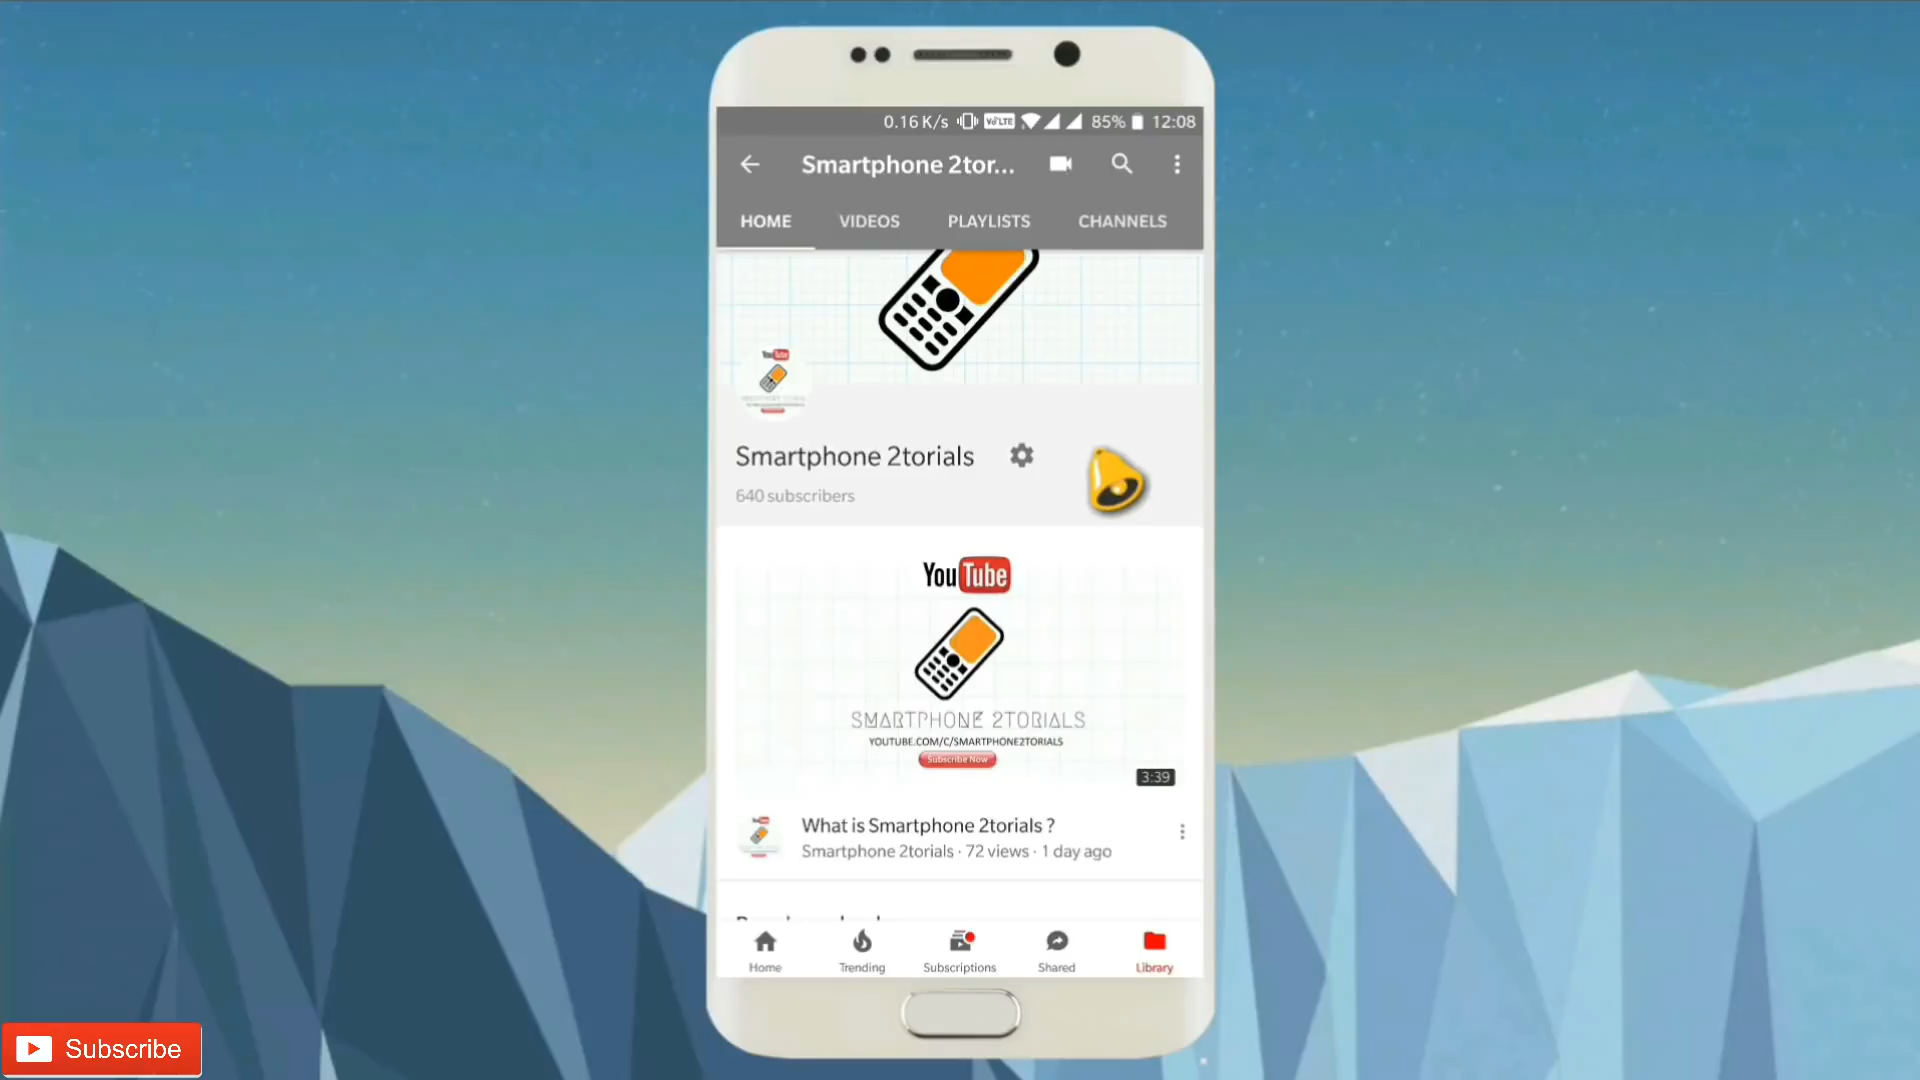 0.16 K/s VoLTE 85% 12:08
Smartphone 2tor...
HOME VIDEOS PLAYLISTS CHANNELS
YouTube
Smartphone 2torials
640 subscribers
YouTube
SMARTPHONE 2TORIALS
YOUTUBE.COM/C/SMARTPHONE2TORIALS
Subscribe Now
3:39
What is Smartphone 2torials ?
Smartphone 2torials · 72 views · 1 day ago
Home Trending Subscriptions Shared Library
Subscribe